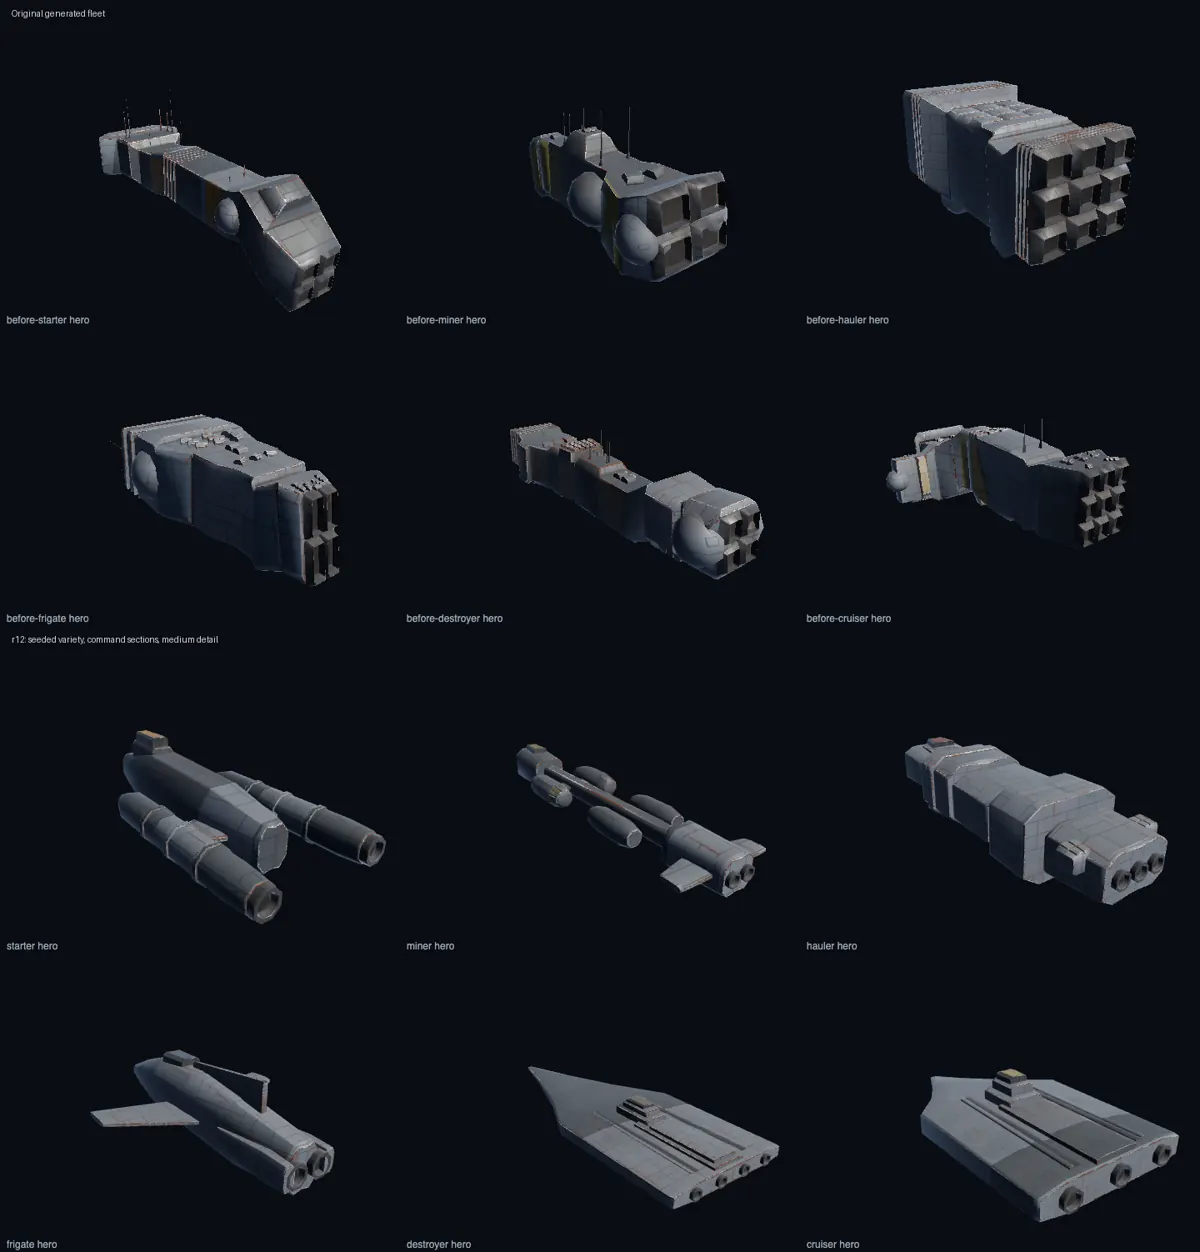 Original generated fleet
before-starter hero
before-miner hero
before-hauler hero
before-frigate hero
before-destroyer hero
before-cruiser hero
r12: seeded variety, command sections, medium detail
starter hero
miner hero
hauler hero
frigate hero
destroyer hero
cruiser hero